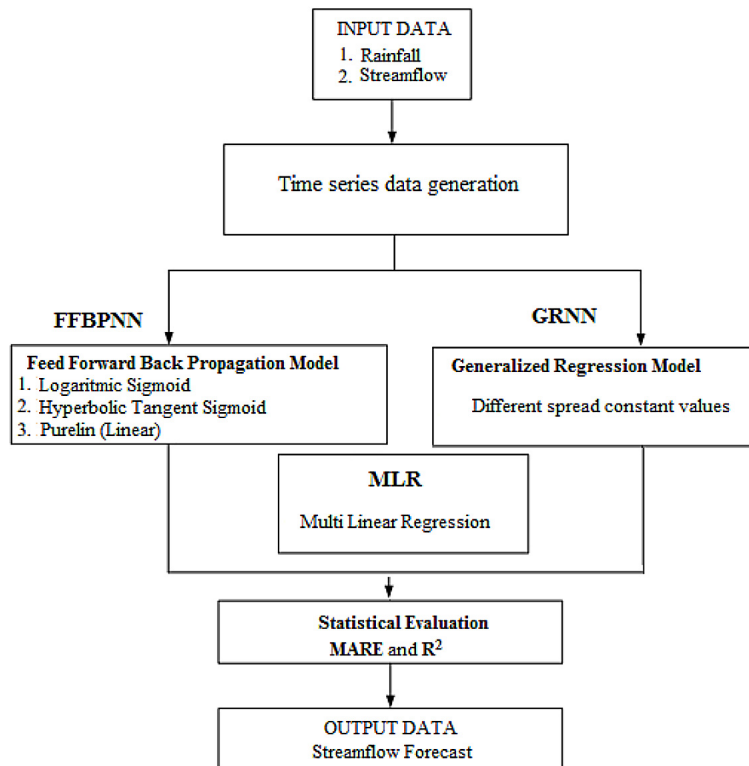 INPUT DATA
1. Rainfall
2. Streamflow
Time series data generation
FFBPNN
Feed Forward Back Propagation Model
1. Logaritmic Sigmoid
2. Hyperbolic Tangent Sigmoid
3. Purelin (Linear)
GRNN
Generalized Regression Model
Different spread constant values
MLR
Multi Linear Regression
Statistical Evaluation
MARE and R²
OUTPUT DATA
Streamflow Forecast